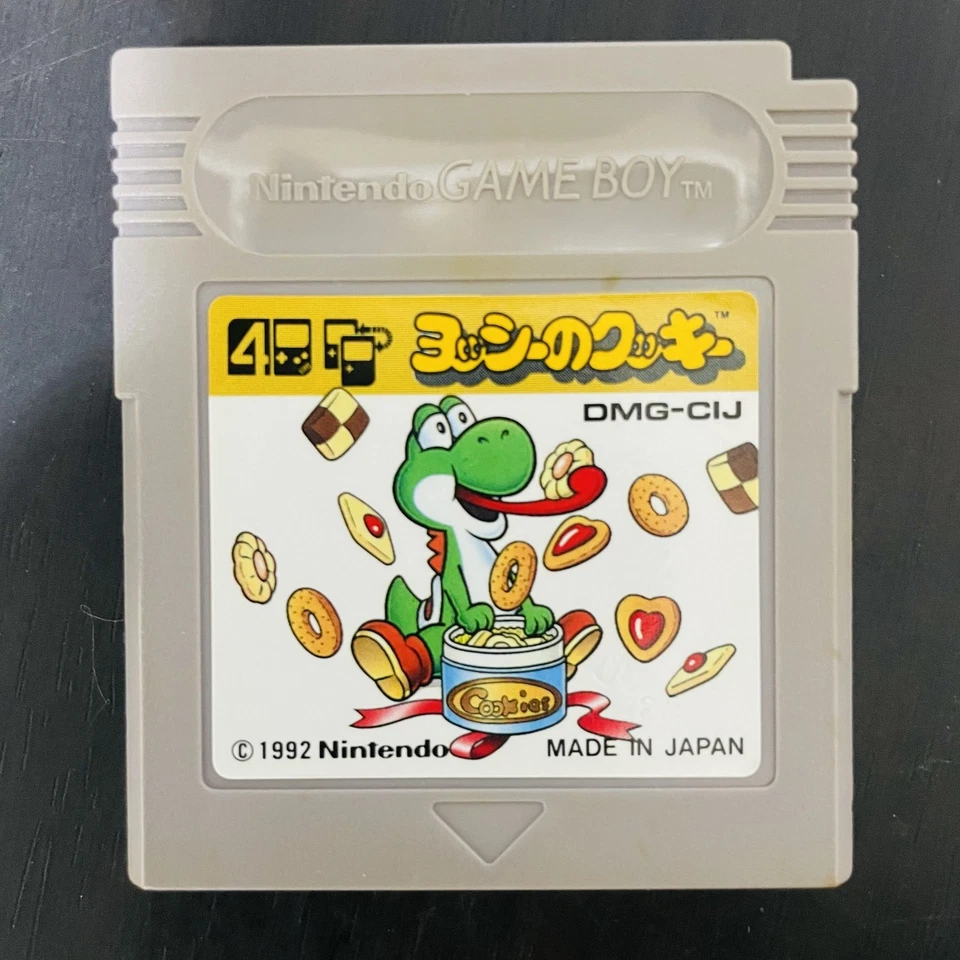 Nintendo GAME BOY TM
4 ヨッシーのクッキー TM
DMG-CIJ
Cookies
© 1992 Nintendo MADE IN JAPAN